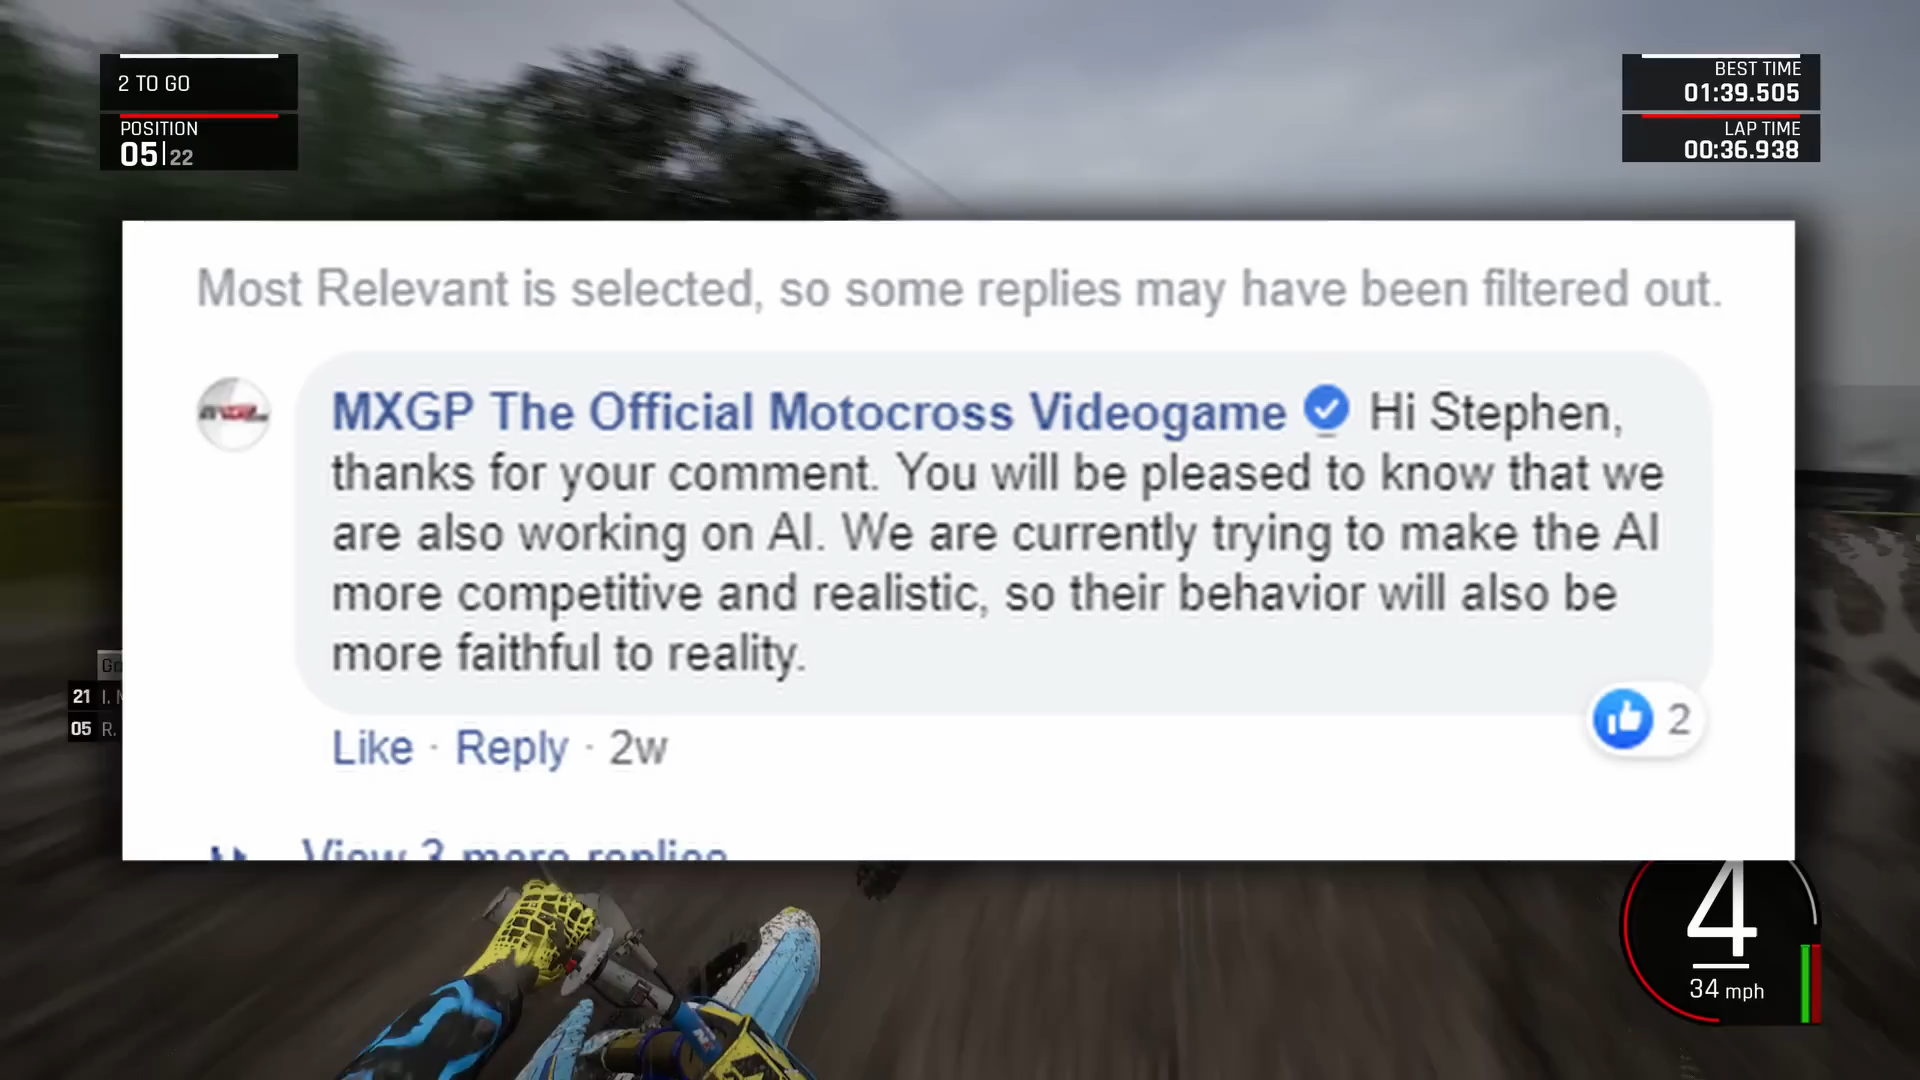 2 TO GO
POSITION
05|22
BEST TIME
01:39.505
LAP TIME
00:36.938
Most Relevant is selected, so some replies may have been filtered out.
MXGP The Official Motocross Videogame Hi Stephen,
thanks for your comment. You will be pleased to know that we
are also working on AI. We are currently trying to make the AI
more competitive and realistic, so their behavior will also be
more faithful to reality.
2
Like · Reply · 2w
View 3 more replies
21 I.
05 R.
4
34 mph